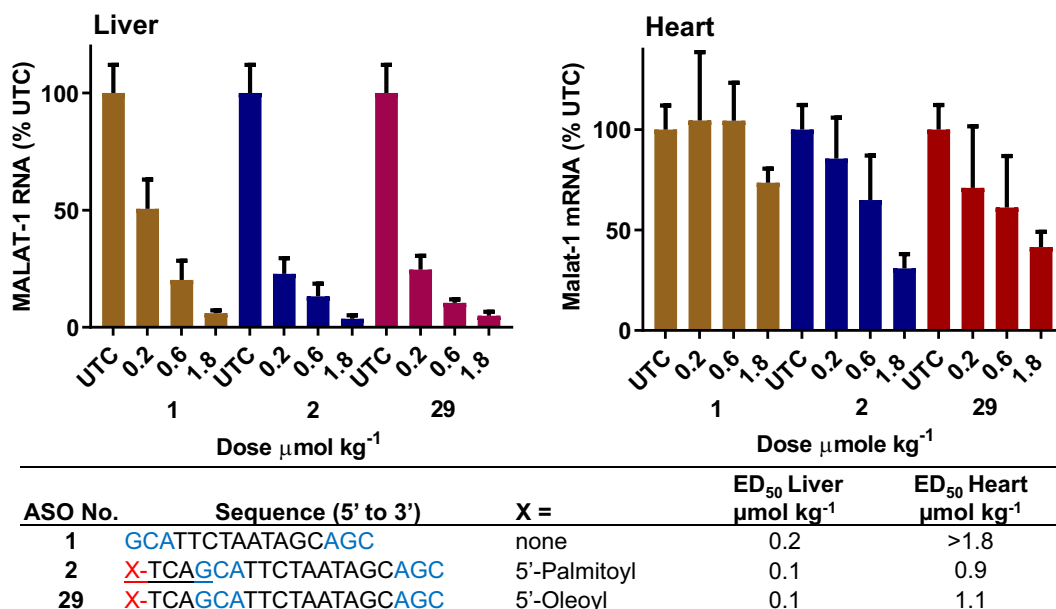 Liver
MALAT-1 RNA (% UTC)
100
50
0
UTC 0.2 0.6 1.8 UTC 0.2 0.6 1.8 UTC 0.2 0.6 1.8
1 2 29
Dose μmol kg-1
Heart
Malat-1 mRNA (% UTC)
100
50
0
UTC 0.2 0.6 1.8 UTC 0.2 0.6 1.8 UTC 0.2 0.6 1.8
1 2 29
Dose μmole kg-1
ASO No. Sequence (5' to 3') X = ED50 Liver μmol kg-1 ED50 Heart μmol kg-1
1 GCATTCTAATAGCAGC none 0.2 >1.8
2 X-TCAGCATTCTAATAGCAGC 5'-Palmitoyl 0.1 0.9
29 X-TCAGCATTCTAATAGCAGC 5'-Oleoyl 0.1 1.1